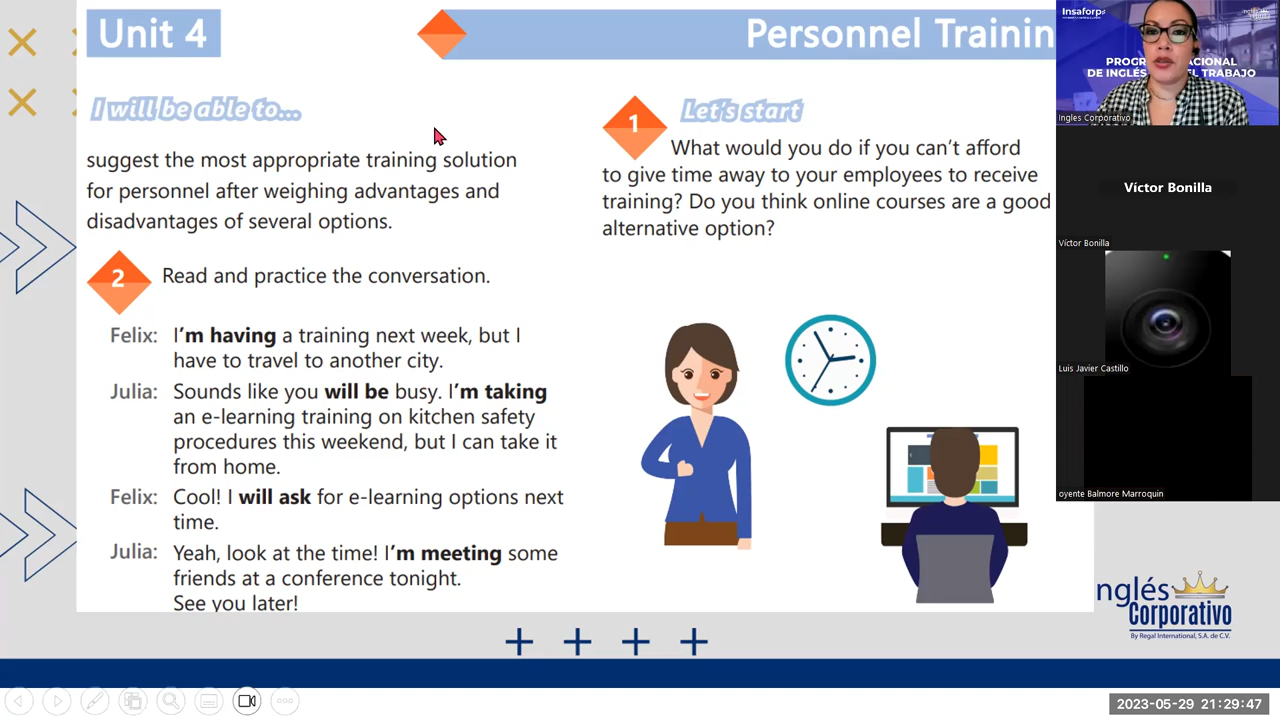 Unit 4
Personnel Trainin
I will be able to...
suggest the most appropriate training solution
for personnel after weighing advantages and
disadvantages of several options.
1
Let's start
What would you do if you can't afford
to give time away to your employees to receive
training? Do you think online courses are a good
alternative option?
2
Read and practice the conversation.
Felix: I'm having a training next week, but I
have to travel to another city.
Julia: Sounds like you will be busy. I'm taking
an e-learning training on kitchen safety
procedures this weekend, but I can take it
from home.
Felix: Cool! I will ask for e-learning options next
time.
Julia: Yeah, look at the time! I'm meeting some
friends at a conference tonight.
See you later!
Insaforp
PROGR ACIONAL
DE INGLÉS EL TRABAJO
Ingles Corporativo
Víctor Bonilla
Víctor Bonilla
Luis Javier Castillo
oyente Balmore Marroquin
nglés
Corporativo
By Regal International, S.A. de C.V.
2023-05-29 21:29:47